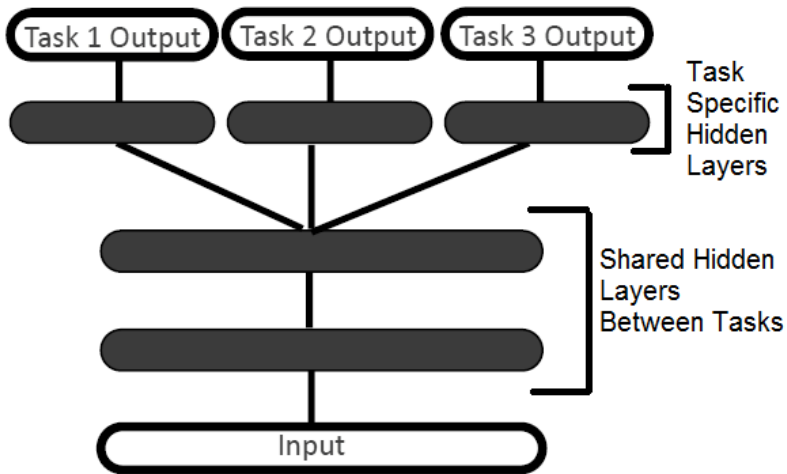 Task 1 Output
Task 2 Output
Task 3 Output
Task
Specific
Hidden
Layers
Shared Hidden
Layers
Between Tasks
Input